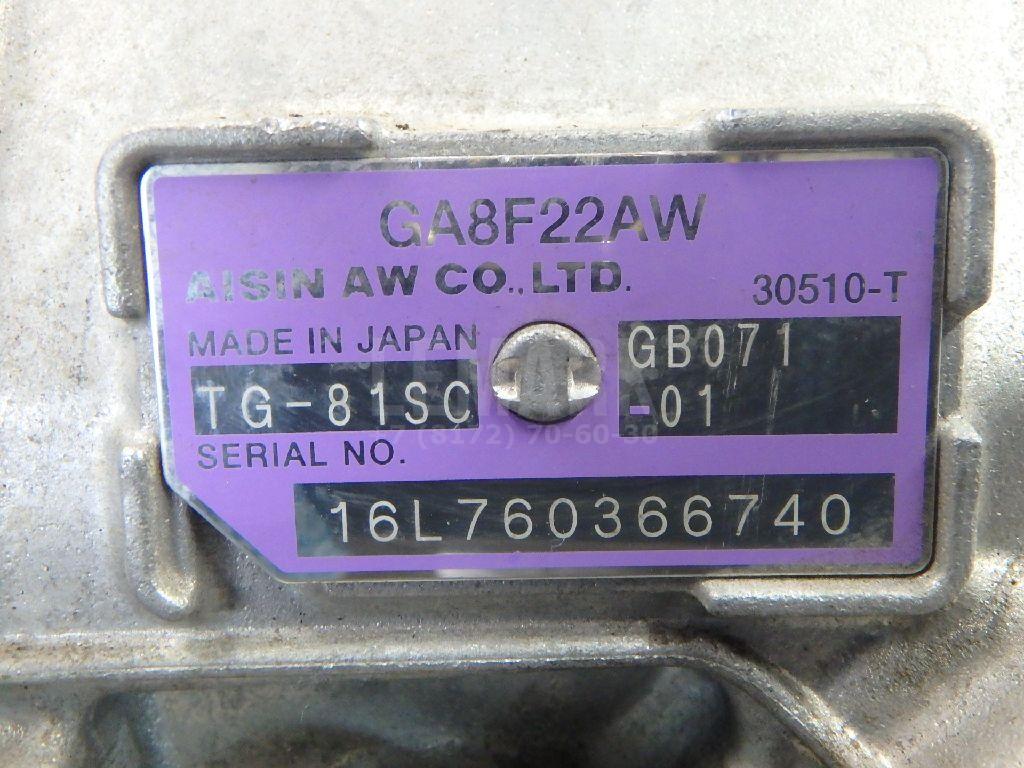 GA8F22AW
AISIN AW CO.,LTD. 30510-T
MADE IN JAPAN
TG-81SC
GB071
-01
SERIAL NO.
16L760366740
7 (8172) 70-60-30